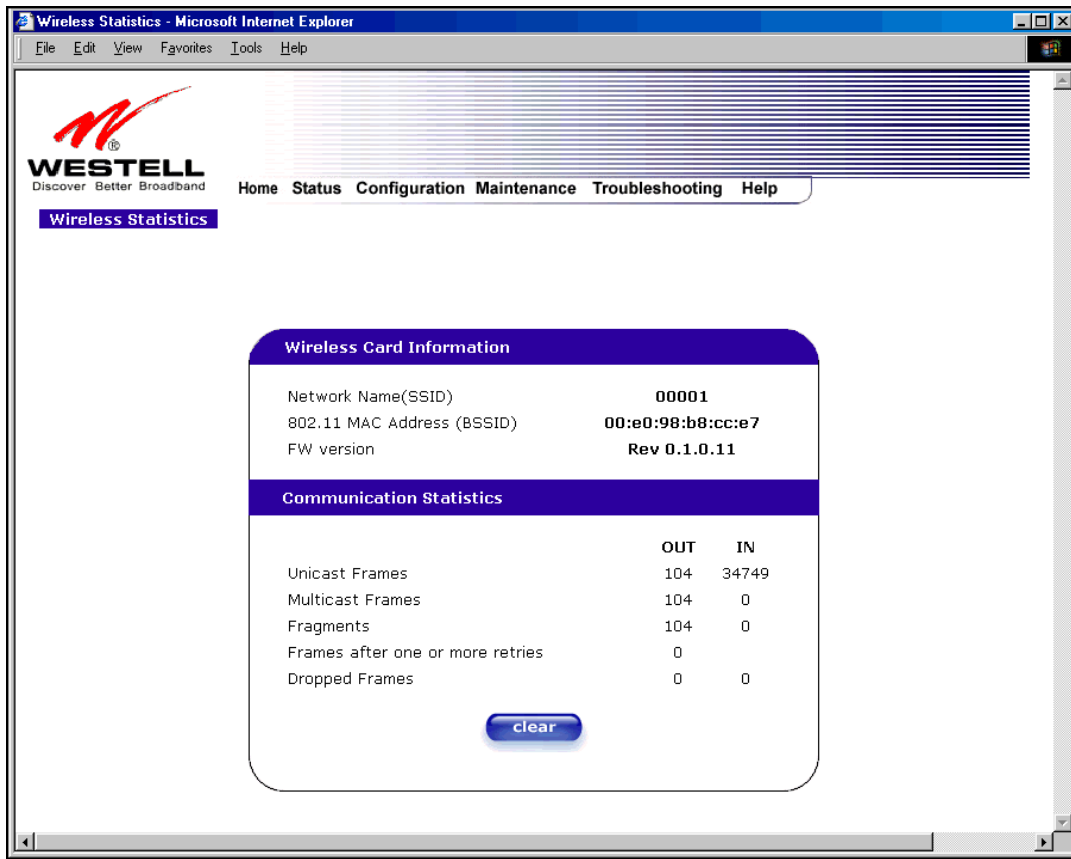 Wireless Statistics - Microsoft Internet Explorer
File Edit View Favorites Tools Help
®
WESTELL
Discover Better Broadband
Home Status Configuration Maintenance Troubleshooting Help
Wireless Statistics
Wireless Card Information
Network Name(SSID) 00001
802.11 MAC Address (BSSID) 00:e0:98:b8:cc:e7
FW version Rev 0.1.0.11
Communication Statistics
OUT IN
Unicast Frames 104 34749
Multicast Frames 104 0
Fragments 104 0
Frames after one or more retries 0
Dropped Frames 0 0
clear